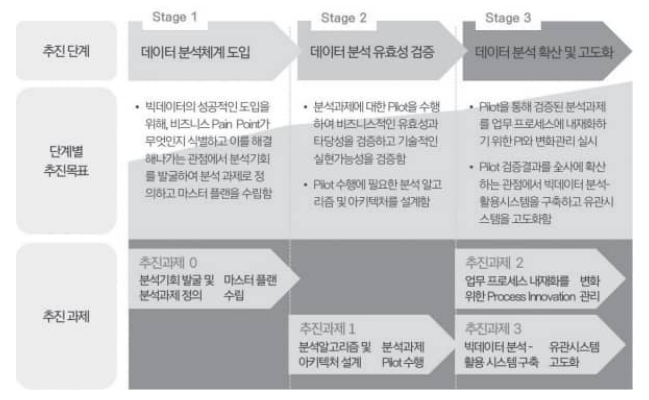 Stage 1
Stage 2
Stage 3
추진 단계
데이터 분석체계 도입
데이터 분석 유효성 검증
데이터 분석 확산 및 고도화
단계별
추진목표
• 빅데이터의 성공적인 도입을
위해, 비즈니스 Pain Point가
무엇인지 식별하고 이를 해결
해나가는 관점에서 분석기회
를 발굴하여 분석 과제로 정
의하고 마스터 플랜을 수립함
• 분석과제에 대한 Pilot을 수행
하여 비즈니스적인 유효성과
타당성을 검증하고 기술적인
실현가능성을 검증함
• Pilot 수행에 필요한 분석 알고
리즘 및 아키텍처를 설계함
• Pilot을 통해 검증된 분석과제
를 업무 프로세스에 내재화하
기 위한 PI와 변화관리 실시
• Pilot 검증결과를 全사에 확산
하는 관점에서 빅데이터 분석-
활용시스템을 구축하고 유관시
스템을 고도화함
추진 과제
추진과제 0
분석기회 발굴 및 마스터 플랜
분석과제 정의 수립
추진과제 1
분석알고리즘 및 분석과제
아키텍처 설계 Pilot 수행
추진과제 2
업무 프로세스 내재화를 변화
위한 Process Innovation 관리
추진과제 3
빅데이터 분석 - 유관시스템
활용 시스템 구축 고도화